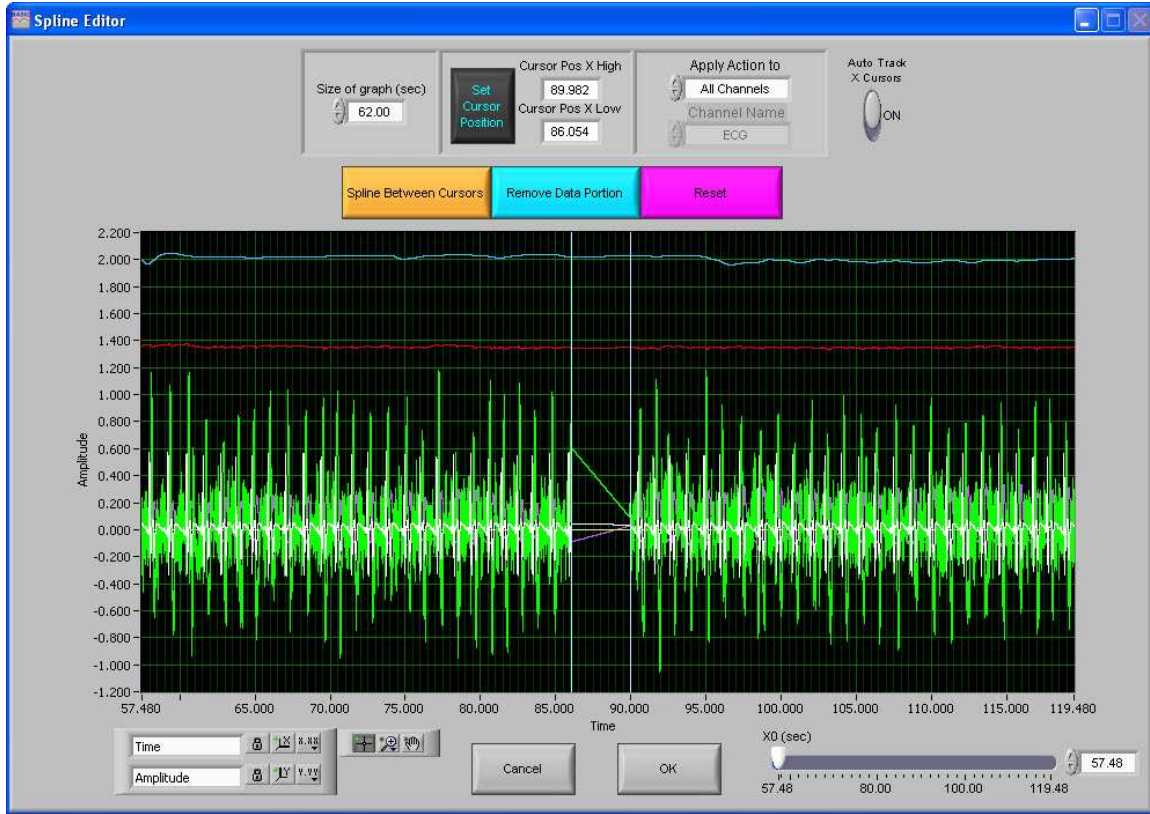 Spline Editor
Size of graph (sec)
62.00
Set
Cursor
Position
Cursor Pos X High
89.982
Cursor Pos X Low
86.054
Apply Action to
All Channels
Channel Name
ECG
Auto Track
X Cursors
ON
Spline Between Cursors
Remove Data Portion
Reset
2.200
2.000
1.800
1.600
1.400
1.200
1.000
0.800
0.600
0.400
0.200
0.000
-0.200
-0.400
-0.600
-0.800
-1.000
-1.200
Amplitude
57.480 65.000 70.000 75.000 80.000 85.000 90.000 95.000 100.000 105.000 110.000 115.000 119.480
Time
Time
X X.XX
Amplitude
Y Y.YY
Cancel
OK
X0 (sec)
57.48 80.00 100.00 119.48
57.48